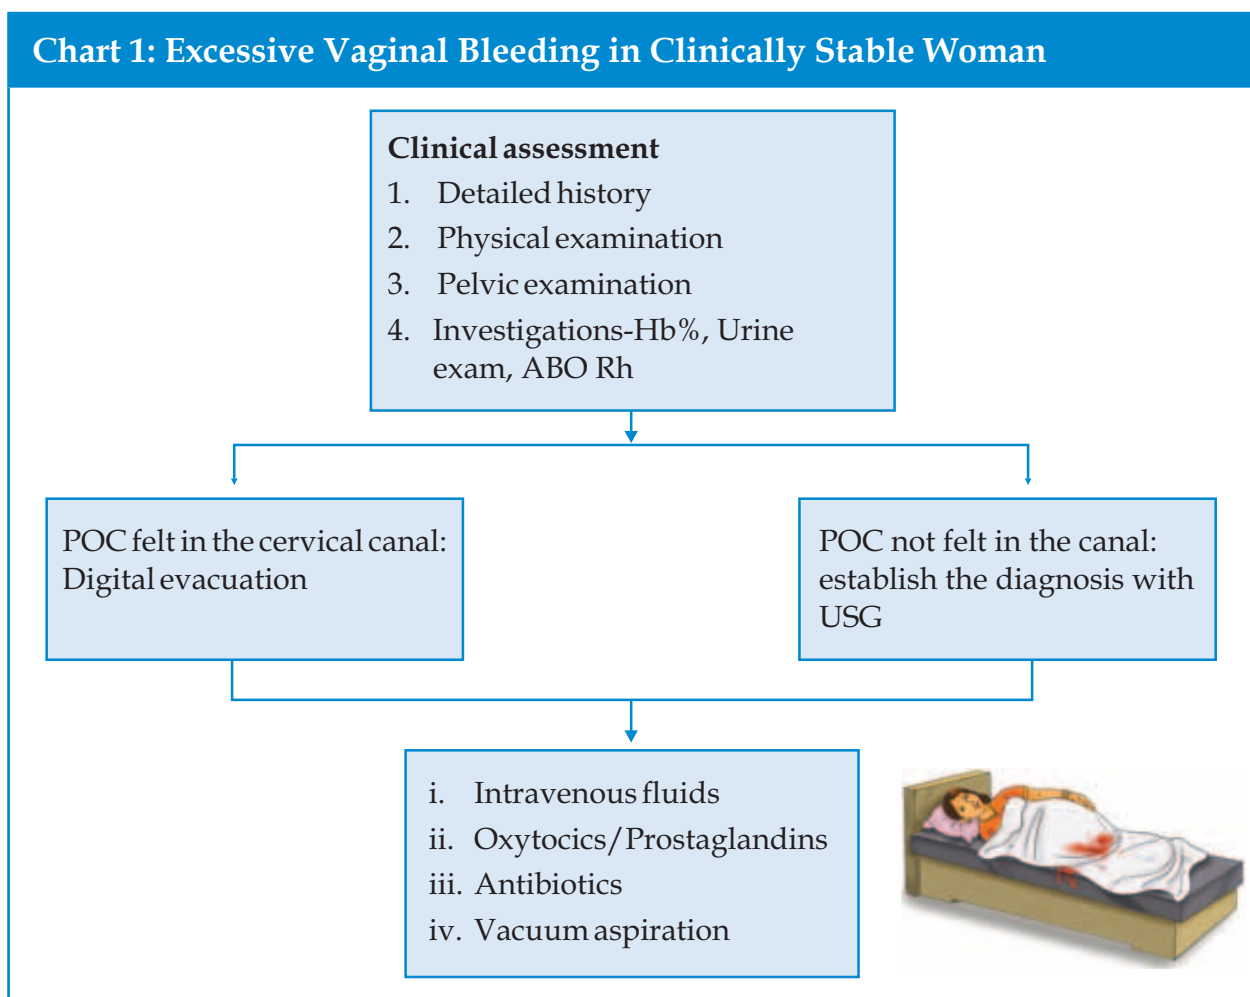 Chart 1: Excessive Vaginal Bleeding in Clinically Stable Woman
Clinical assessment
1. Detailed history
2. Physical examination
3. Pelvic examination
4. Investigations-Hb%, Urine
exam, ABO Rh
POC felt in the cervical canal:
Digital evacuation
POC not felt in the canal:
establish the diagnosis with
USG
i. Intravenous fluids
ii. Oxytocics/Prostaglandins
iii. Antibiotics
iv. Vacuum aspiration